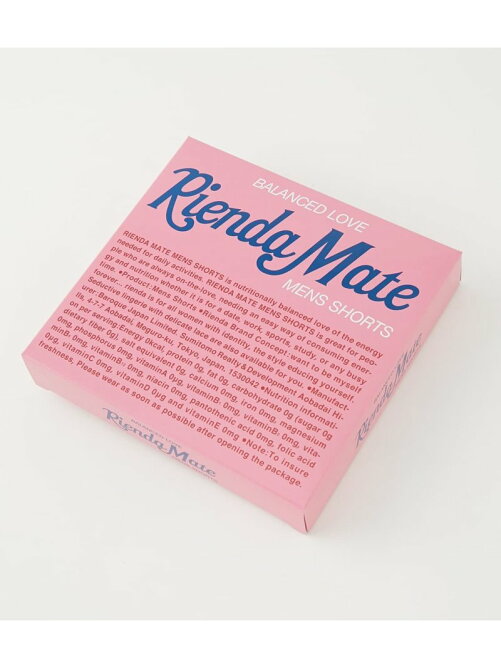 BALANCED LOVE
Rienda Mate
MENS SHORTS
RIENDA MATE MENS SHORTS is nutritionally balanced love of the energy
needed for daily activities. RIENDA MATE MENS SHORTS is great for peo-
ple who are always on-the-love, needing an easy way of consuming ener-
gy and nutrition whether it is for a date, work, sports, study, or any busy
time. •Product:Mens Shorts•Rienda Brand Concept:want to be myself
forever... rienda is for all women with identity, the style educing yourself.
Seductive lingerie with delicate lace are also available for you. •Manufact-
urer: Baroque Japan Limited, Sumitomo Realty&Development Aobadai Hi-
lls, 4-7-7, Aobadai, Meguro-ku, Tokyo, Japan, 1530042 •Nutrition informati-
on Per serving:Energy 0kcal, protein 0g, fat 0g, carbohydrate 0g (sugar 0g
dietary fiber 0g), salt equivalent 0g, calcium 0mg, iron 0mg, magnesium
0mg, phosphorus 0mg, vitamin A 0μg, vitamin B₁ 0mg, vitamin B₂ 0mg, vita-
minB₆ 0mg, vitaminB₁₂ 0μg, niacin 0mg, pantothenic acid 0mg, folic acid
0μg, vitaminC 0mg, vitaminD 0μg and vitaminE 0mg •Note:To insure
freshness, Please wear as soon as possible after opening the package.
BALANCED LOVE
Rienda Mate